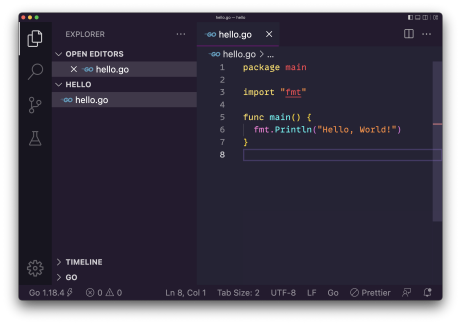 hello.go — hello
EXPLORER
OPEN EDITORS
hello.go
HELLO
hello.go
TIMELINE
GO
hello.go
hello.go > ...
1 package main
2
3 import "fmt"
4
5 func main() {
6 fmt.Println("Hello, World!")
7 }
8
Go 1.18.4 0 0 Ln 8, Col 1 Tab Size: 2 UTF-8 LF Go Prettier